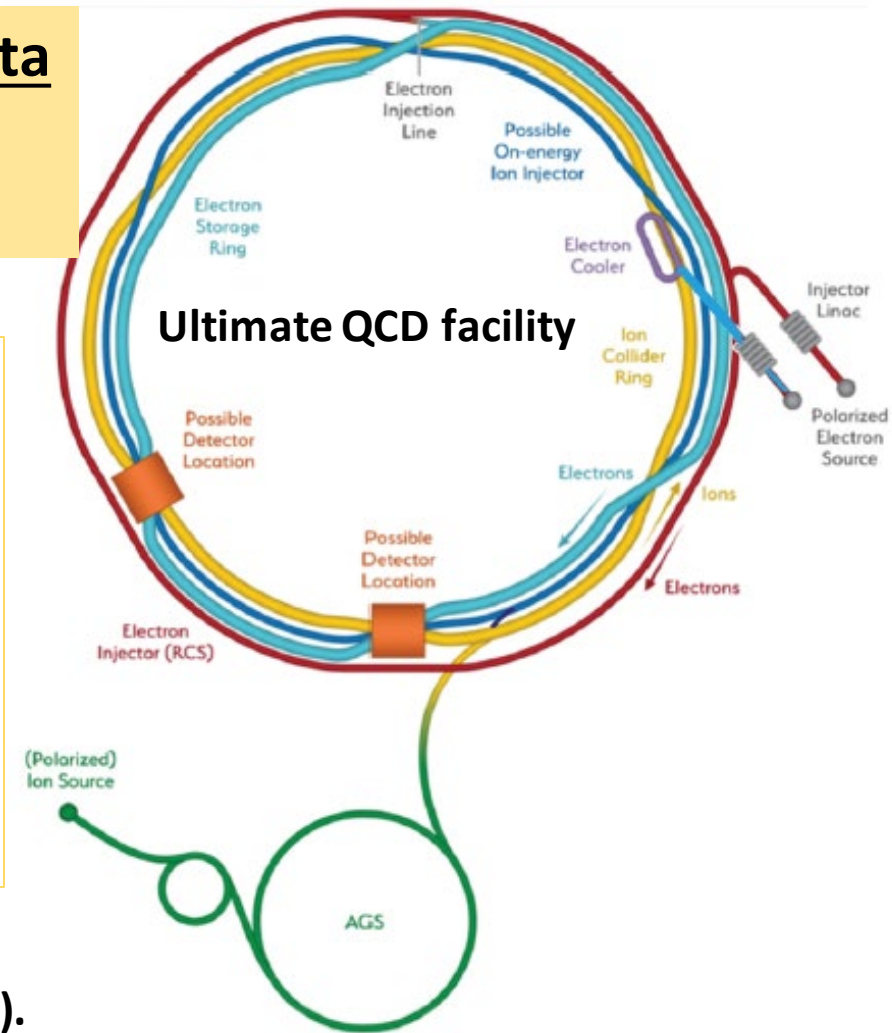 ta
Electron
Injection
Line
Possible
On-energy
Ion Injector
Electron
Storage
Ring
Electron
Cooler
Injector
Linac
Ultimate QCD facility
Ion
Collider
Ring
Polarized
Electron
Source
Possible
Detector
Location
Electrons
Ions
Possible
Detector
Location
Electrons
Electron
Injector (RCS)
(Polarized)
Ion Source
AGS
).